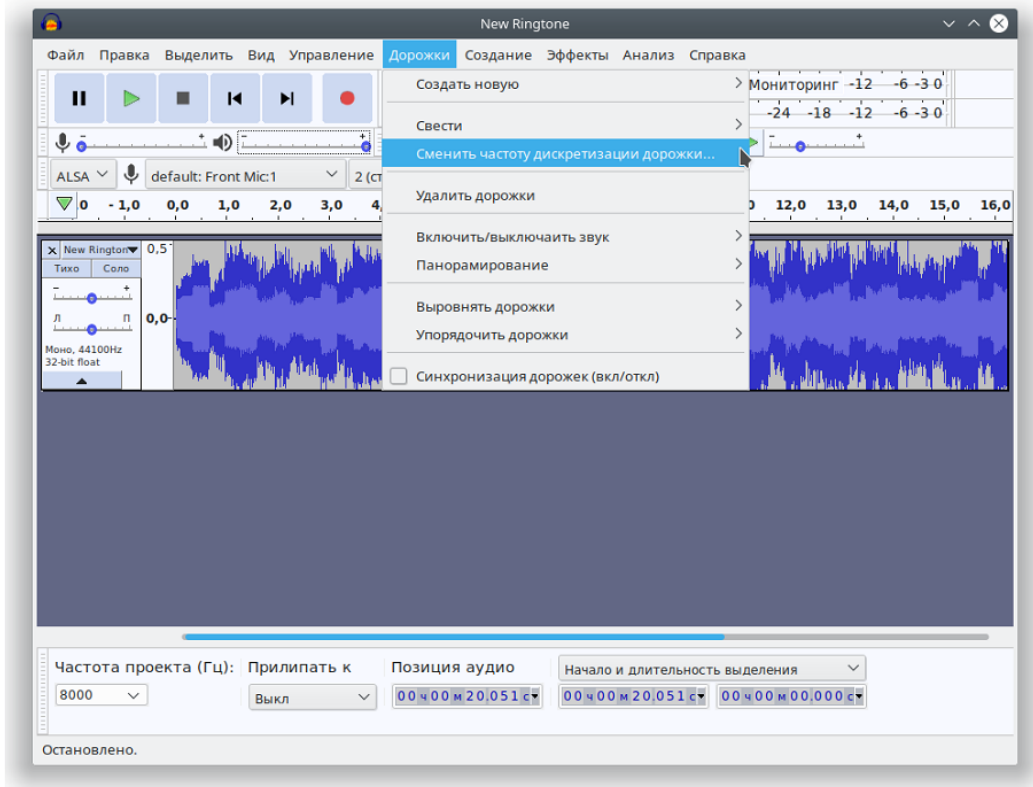 New Ringtone
Файл Правка Выделить Вид Управление Дорожки Создание Эффекты Анализ Справка
Создать новую
Мониторинг -12 -6 -3 0
-24 -18 -12 -6 -3 0
Свести
- +
- +
- +
Сменить частоту дискретизации дорожки...
ALSA default: Front Mic:1 2 (ст
Удалить дорожки
0 - 1,0 0,0 1,0 2,0 3,0 4, 0 12,0 13,0 14,0 15,0 16,0
Включить/выключаить звук
Панорамирование
Выровнять дорожки
Упорядочить дорожки
Синхронизация дорожек (вкл/откл)
New Rington 0,5
Тихо Соло
- +
Л П 0,0
Моно, 44100Hz
32-bit float
Частота проекта (Гц): Прилипать к Позиция аудио Начало и длительность выделения
8000 Выкл 00 ч 00 м 20.051 с 00 ч 00 м 20.051 с 00 ч 00 м 00.000 с
Остановлено.